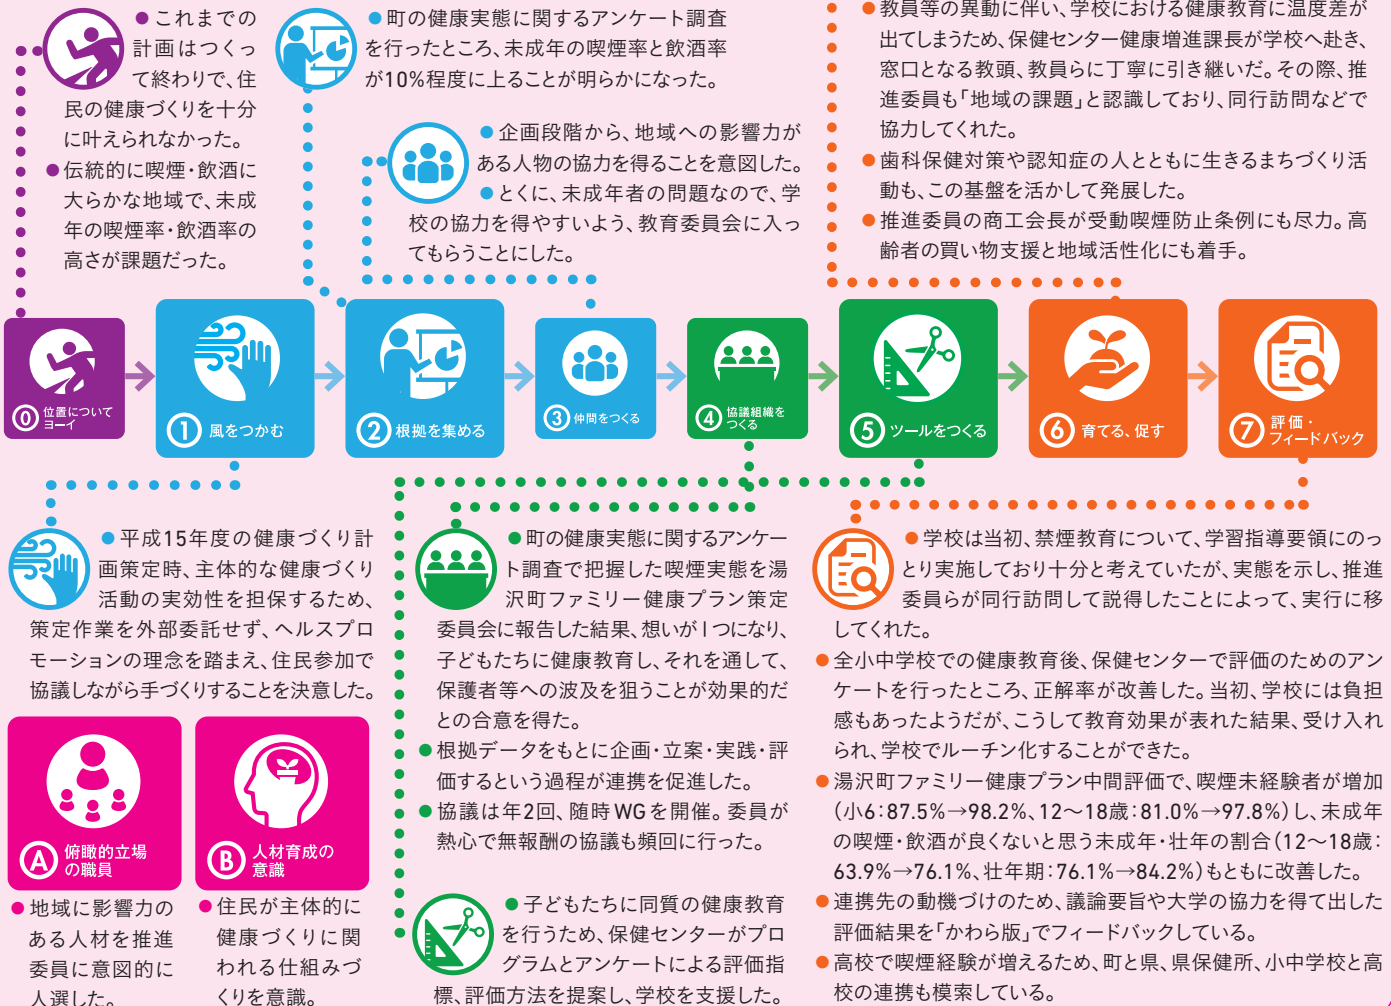 ●これまでの
計画はつくっ
て終わりで、住
民の健康づくりを十分
に叶えられなかった。
●伝統的に喫煙・飲酒に
大らかな地域で、未成
年の喫煙率・飲酒率の
高さが課題だった。
●町の健康実態に関するアンケート調査
を行ったところ、未成年の喫煙率と飲酒率
が10%程度に上ることが明らかになった。
●企画段階から、地域への影響力が
ある人物の協力を得ることを意図した。
●とくに、未成年者の問題なので、学
校の協力を得やすいよう、教育委員会に入っ
てもらうことにした。
●教員等の異動に伴い、学校における健康教育に温度差が
出てしまうため、保健センター健康増進課長が学校へ赴き、
窓口となる教頭、教員らに丁寧に引き継いだ。その際、推
進委員も「地域の課題」と認識しており、同行訪問などで
協力してくれた。
●歯科保健対策や認知症の人とともに生きるまちづくり活
動も、この基盤を活かして発展した。
●推進委員の商工会長が受動喫煙防止条例にも尽力。高
齢者の買い物支援と地域活性化にも着手。
0 位置について
ヨーイ
1 風をつかむ
2 根拠を集める
3 仲間をつくる
4 協議組織を
つくる
5 ツールをつくる
6 育てる、促す
7 評価・
フィードバック
●平成15年度の健康づくり計
画策定時、主体的な健康づくり
活動の実効性を担保するため、
策定作業を外部委託せず、ヘルスプロ
モーションの理念を踏まえ、住民参加で
協議しながら手づくりすることを決意した。
A 俯瞰的立場
の職員
●地域に影響力の
ある人材を推進
委員に意図的に
人選した。
B 人材育成の
意識
●住民が主体的に
健康づくりに関
われる仕組みづ
くりを意識。
●町の健康実態に関するアンケー
ト調査で把握した喫煙実態を湯
沢町ファミリー健康プラン策定
委員会に報告した結果、想いが1つになり、
子どもたちに健康教育し、それを通して、
保護者等への波及を狙うことが効果的だ
との合意を得た。
●根拠データをもとに企画・立案・実践・評
価するという過程が連携を促進した。
●協議は年2回、随時WGを開催。委員が
熱心で無報酬の協議も頻回に行った。
●子どもたちに同質の健康教育
を行うため、保健センターがプロ
グラムとアンケートによる評価指
標、評価方法を提案し、学校を支援した。
●学校は当初、禁煙教育について、学習指導要領にのっ
とり実施しており十分と考えていたが、実態を示し、推進
委員らが同行訪問して説得したことによって、実行に移
してくれた。
●全小中学校での健康教育後、保健センターで評価のためのアン
ケートを行ったところ、正解率が改善した。当初、学校には負担
感もあったようだが、こうして教育効果が表れた結果、受け入れ
られ、学校でルーチン化することができた。
●湯沢町ファミリー健康プラン中間評価で、喫煙未経験者が増加
（小6：87.5%→98.2%、12〜18歳：81.0%→97.8%）し、未成年
の喫煙・飲酒が良くないと思う未成年・壮年の割合（12〜18歳：
63.9%→76.1%、壮年期：76.1%→84.2%）もともに改善した。
●連携先の動機づけのため、議論要旨や大学の協力を得て出した
評価結果を「かわら版」でフィードバックしている。
●高校で喫煙経験が増えるため、町と県、県保健所、小中学校と高
校の連携も模索している。